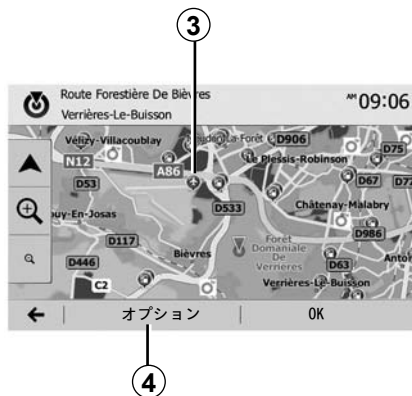 3
Route Forestière De Bièvres
Verrières-Le-Buisson
AM 09:06
Vélizy-Villacoublay
D906
D75
N12
A86
Le Plessis-Robinson
D53
D67
D77
Châtenay-Malabry
D533
D986
D117
Bièvres
Forêt
Domaniale
De
Verrières
D446
D63
C2
Verrières-Le-Buisson
オプション
OK
4